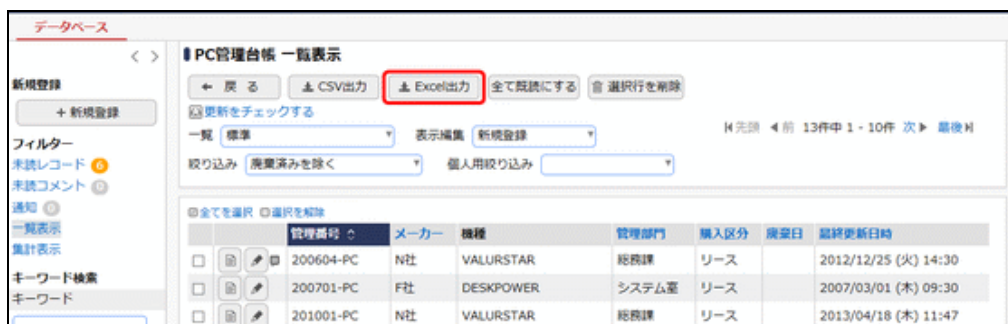 データベース
新規登録
+ 新規登録
フィルター
未読レコード 6
未読コメント 0
通知 0
一覧表示
集計表示
キーワード検索
キーワード
PC管理台帳 一覧表示
戻 る CSV出力 Excel出力 全て既読にする 選択行を削除
更新をチェックする
一覧 標準 表示編集 新規登録 先頭 前 13件中 1 - 10件 次 最後
絞り込み 廃棄済みを除く 個人用絞り込み
全てを選択 選択を解除
管理番号 メーカー 機種 管理部門 購入区分 廃棄日 最終更新日時
200604-PC N社 VALURSTAR 総務課 リース 2012/12/25 (火) 14:30
200701-PC F社 DESKPOWER システム室 リース 2007/03/01 (木) 09:30
201001-PC N社 VALURSTAR 総務課 リース 2013/04/18 (木) 11:47